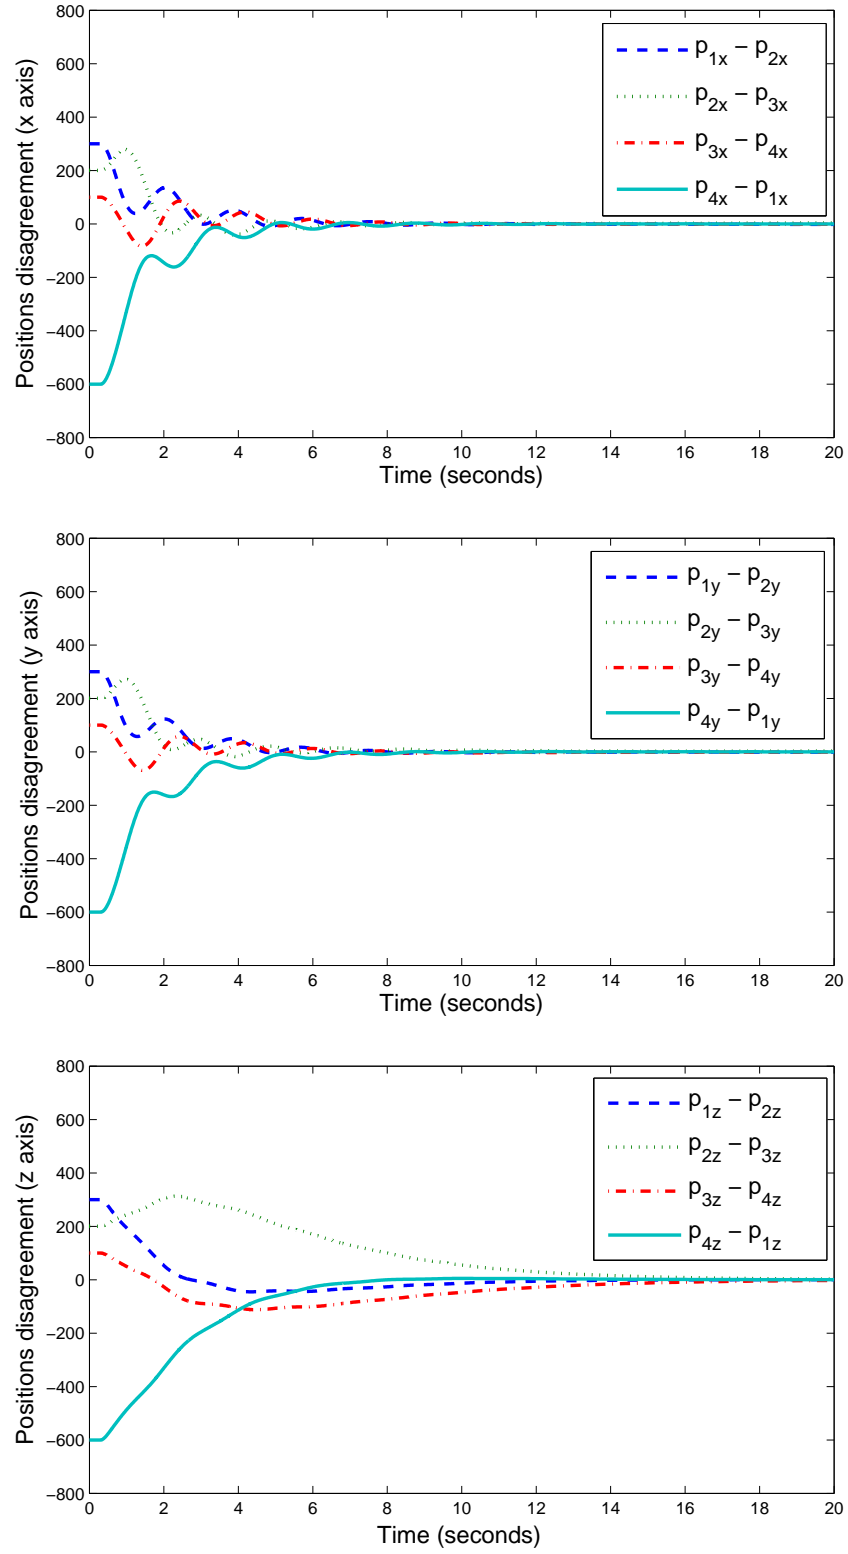 Positions disagreement (x axis)
800
600
400
200
0
−200
−400
−600
−800
0 2 4 6 8 10 12 14 16 18 20
Time (seconds)
p1x − p2x
p2x − p3x
p3x − p4x
p4x − p1x
Positions disagreement (y axis)
800
600
400
200
0
−200
−400
−600
−800
0 2 4 6 8 10 12 14 16 18 20
Time (seconds)
p1y − p2y
p2y − p3y
p3y − p4y
p4y − p1y
Positions disagreement (z axis)
800
600
400
200
0
−200
−400
−600
−800
0 2 4 6 8 10 12 14 16 18 20
Time (seconds)
p1z − p2z
p2z − p3z
p3z − p4z
p4z − p1z